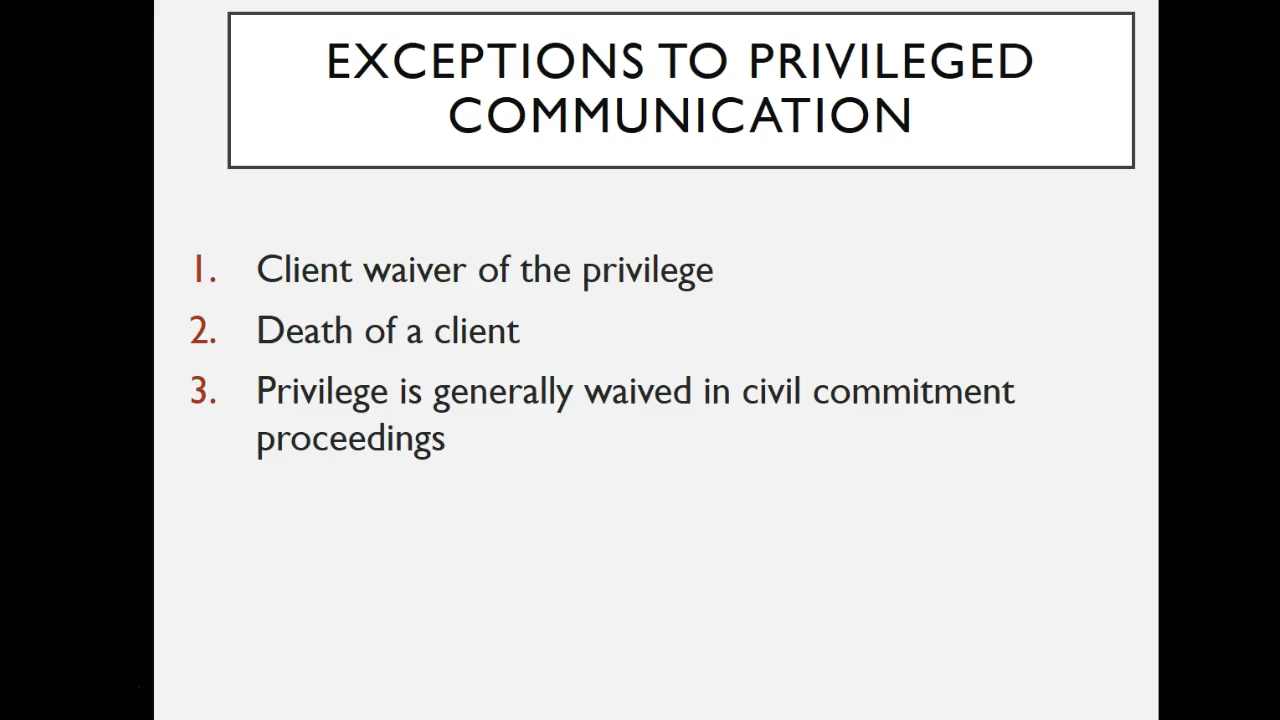 EXCEPTIONS TO PRIVILEGED
COMMUNICATION
1. Client waiver of the privilege
2. Death of a client
3. Privilege is generally waived in civil commitment
proceedings